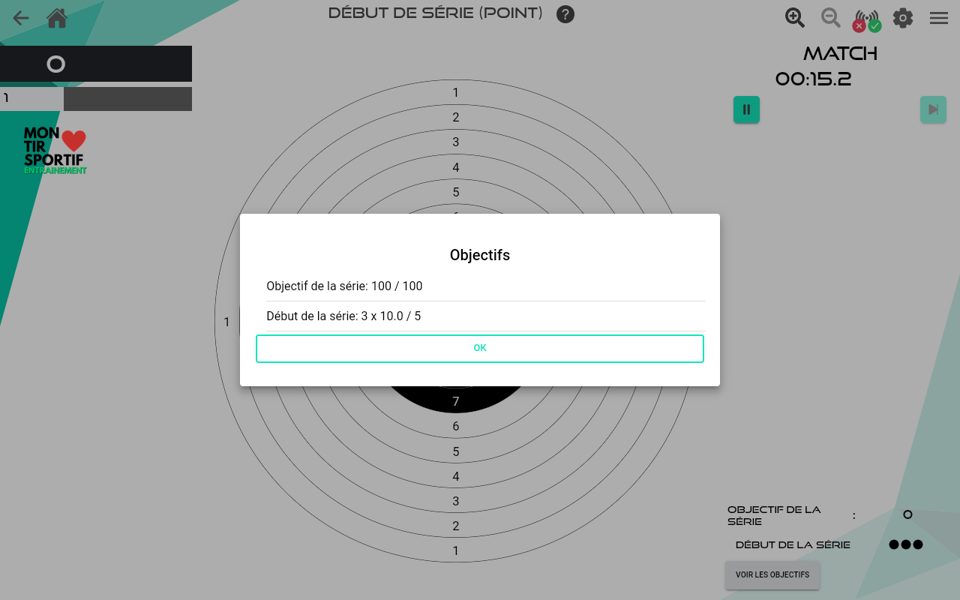 DÉBUT DE SÉRIE (POINT) ?
MATCH
00:15.2
0
1
MON
TIR
SPORTIF
ENTRAINEMENT
1
2
3
4
5
Objectifs
Objectif de la série: 100 / 100
Début de la série: 3 x 10.0 / 5
OK
1
7
6
5
4
3
2
1
OBJECTIF DE LA
SÉRIE : 0
DÉBUT DE LA SÉRIE
VOIR LES OBJECTIFS